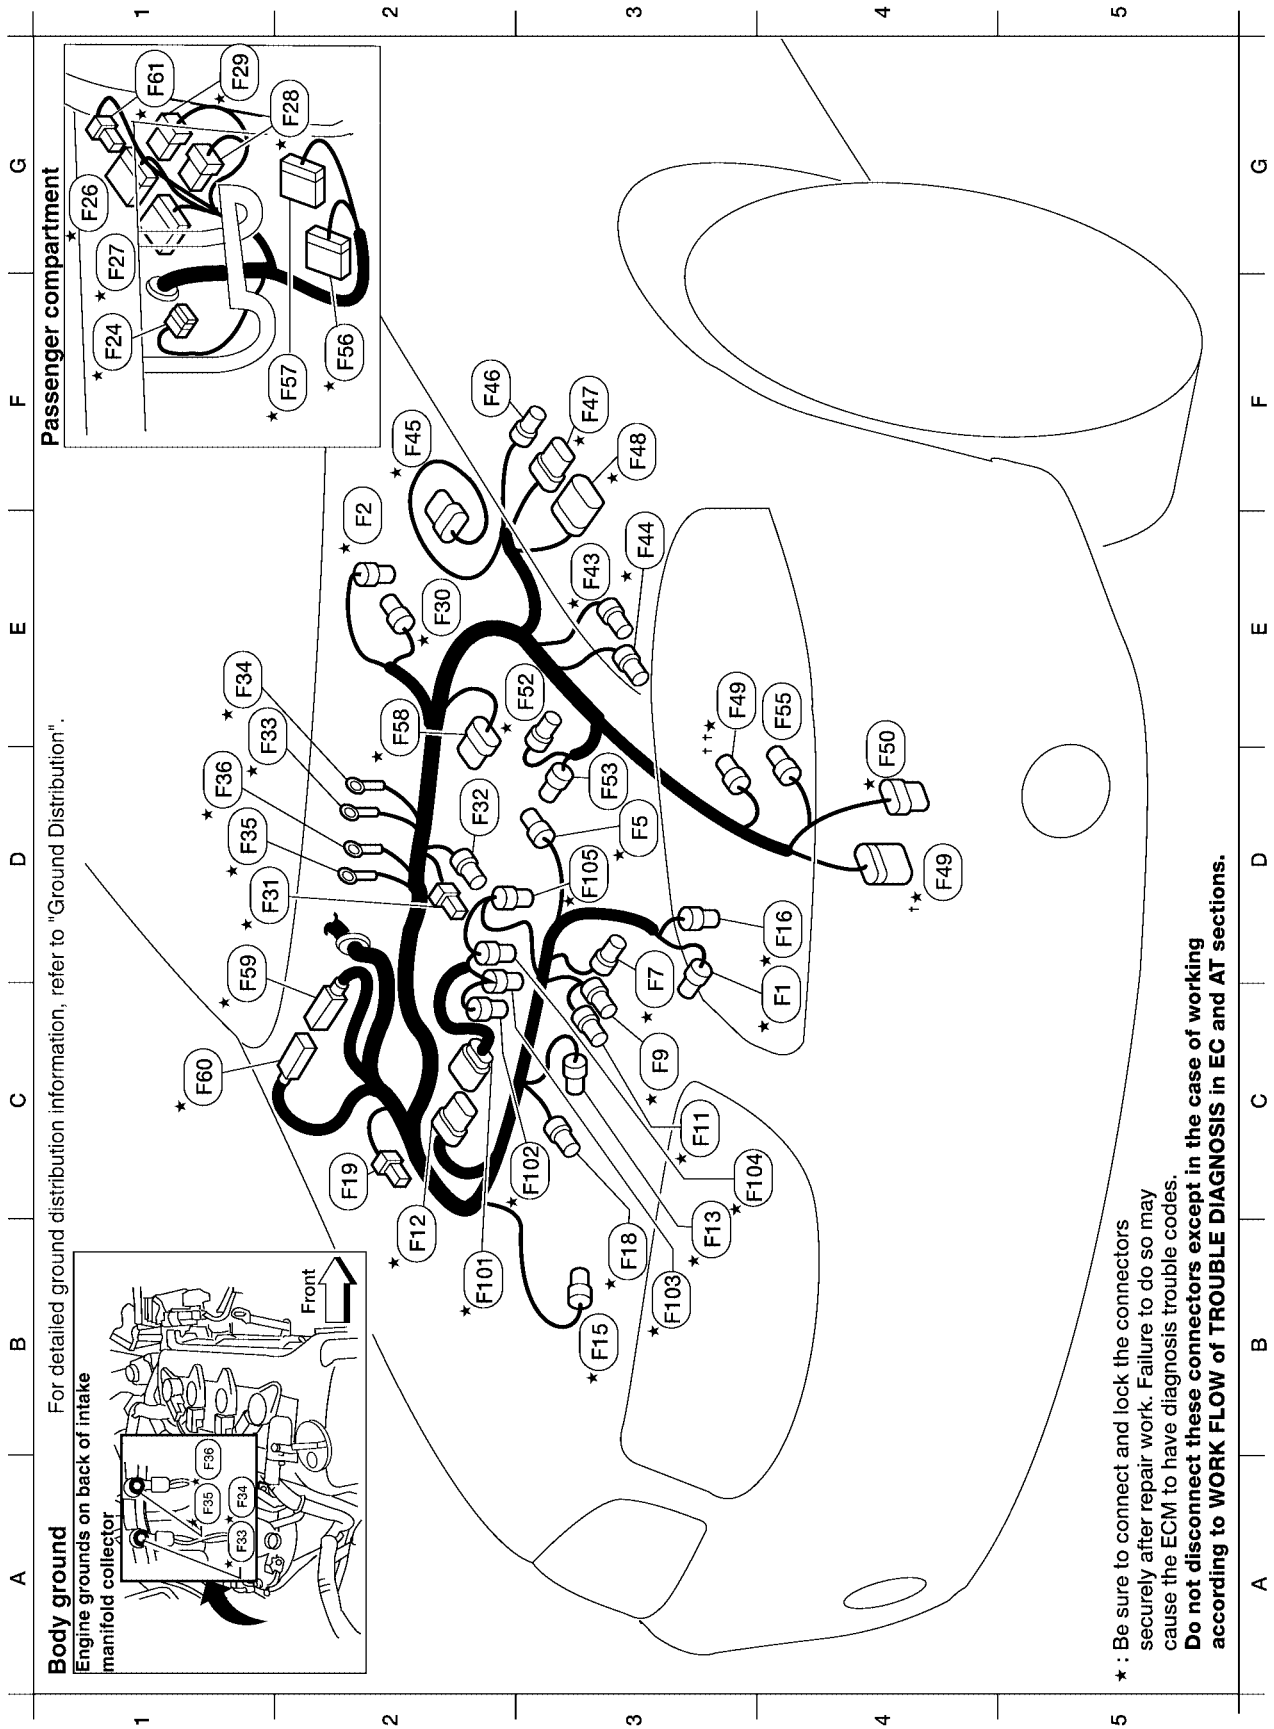 A B C D E F G
1
2
3
4
5
Body ground
For detailed ground distribution information, refer to "Ground Distribution".
Engine grounds on back of intake
manifold collector
★ F36
★ F35
★ F34
★ F33
Front
Passenger compartment
★ F24
★ F27
★ F26
★ F61
★ F29
★ F28
★ F57
★ F56
★ F60
★ F59
★ F31
★ F35
★ F36
★ F33
★ F34
★ F2
★ F45
F19
★ F12
★ F101
★ F102
F32
★ F58
★ F30
★ F52
F46
★ F47
★ F48
★ F43
★ F44
★ F15
★ F18
★ F103
★ F13
★ F104
★ F11
★ F9
★ F7
★ F105
★ F5
F53
★ F1
★ F16
††★ F49
F55
†★ F49
★ F50
★ : Be sure to connect and lock the connectors
securely after repair work. Failure to do so may
cause the ECM to have diagnosis trouble codes.
Do not disconnect these connectors except in the case of working
according to WORK FLOW of TROUBLE DIAGNOSIS in EC and AT sections.
1
2
3
4
5
A B C D E F G